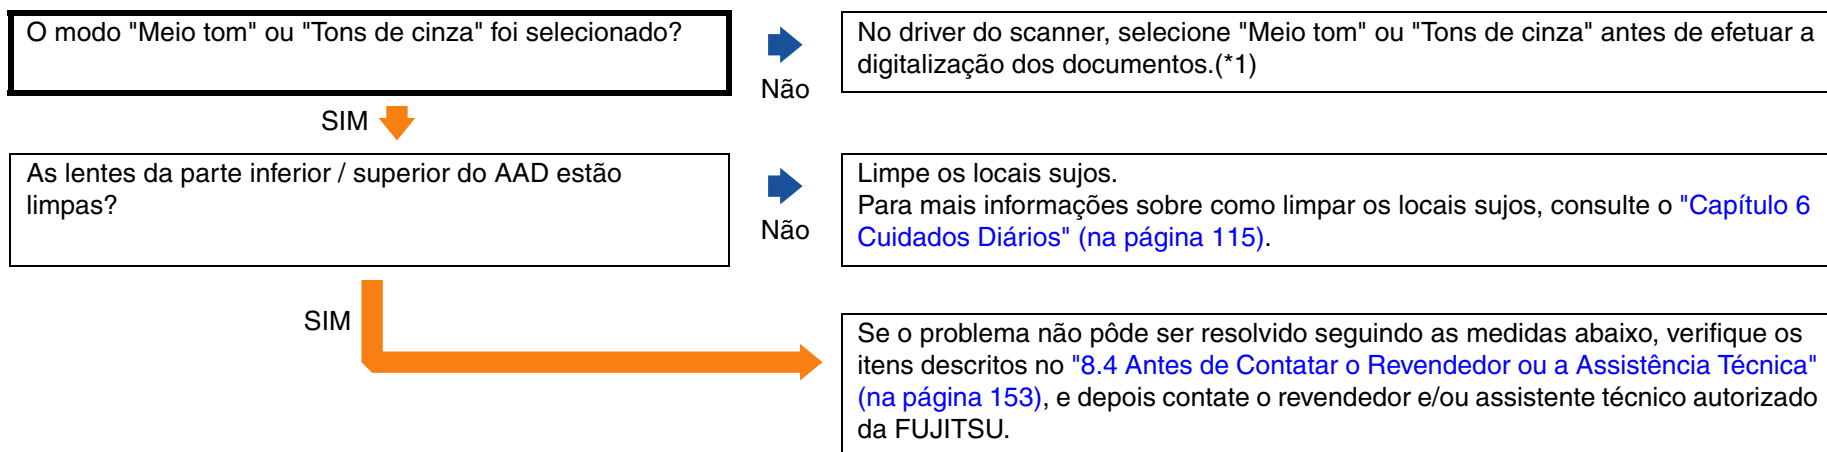 O modo "Meio tom" ou "Tons de cinza" foi selecionado?
Não
No driver do scanner, selecione "Meio tom" ou "Tons de cinza" antes de efetuar a
digitalização dos documentos.(*1)
SIM
As lentes da parte inferior / superior do AAD estão
limpas?
Não
Limpe os locais sujos.
Para mais informações sobre como limpar os locais sujos, consulte o "Capítulo 6
Cuidados Diários" (na página 115).
SIM
Se o problema não pôde ser resolvido seguindo as medidas abaixo, verifique os
itens descritos no "8.4 Antes de Contatar o Revendedor ou a Assistência Técnica"
(na página 153), e depois contate o revendedor e/ou assistente técnico autorizado
da FUJITSU.